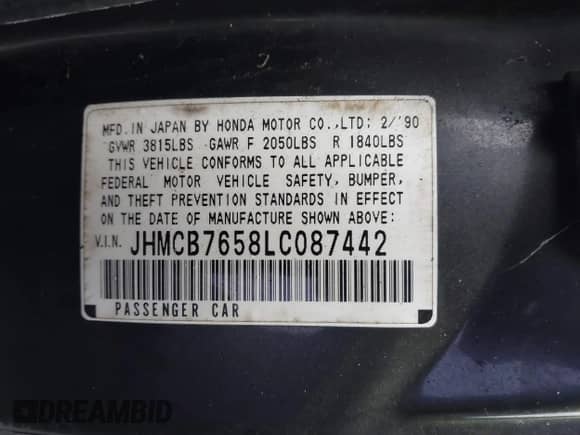 MFD. IN JAPAN BY HONDA MOTOR CO., LTD: 2/'90
GVWR 3815LBS GAWR F 2050LBS R 1840LBS
THIS VEHICLE CONFORMS TO ALL APPLICABLE
FEDERAL MOTOR VEHICLE SAFETY, BUMPER,
AND THEFT PREVENTION STANDARDS IN EFFECT
ON THE DATE OF MANUFACTURE SHOWN ABOVE:
V.I.N. JHMCB7658LC087442
PASSENGER CAR
DREAMBID